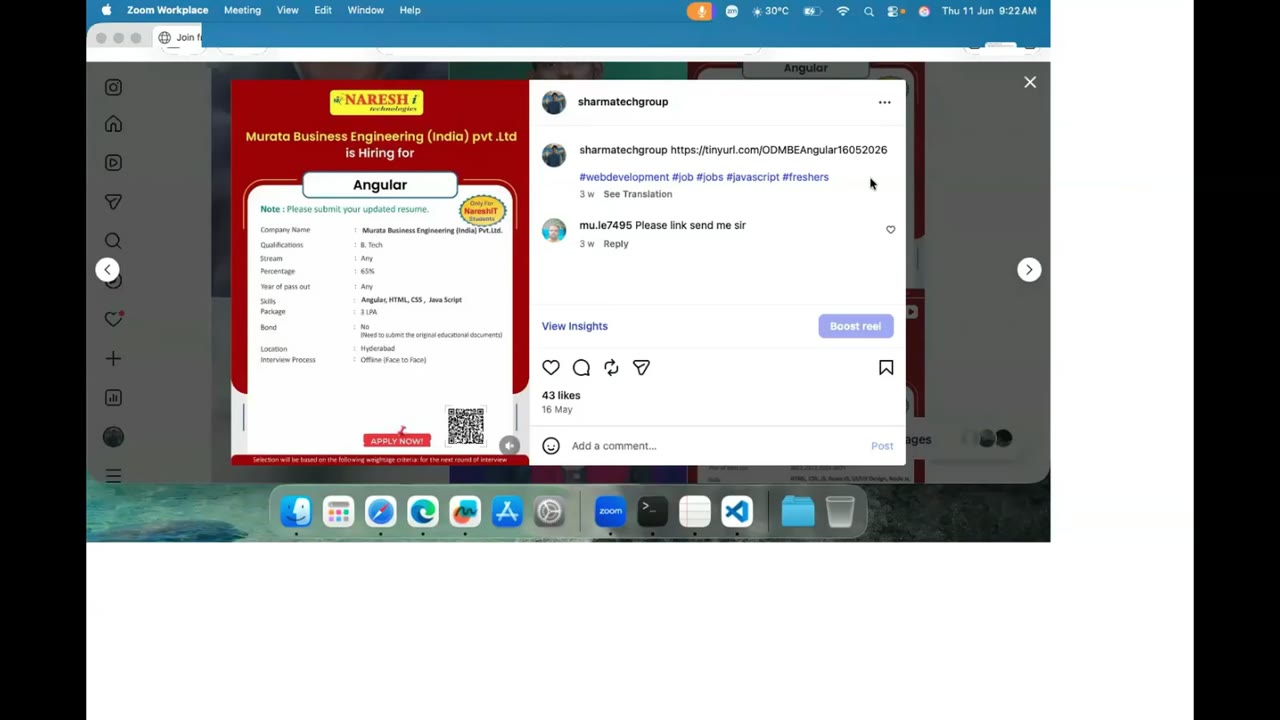 Zoom Workplace Meeting View Edit Window Help
zm 30°C Thu 11 Jun 9:22 AM
Join f
Angular
NARESH i
technologies
Murata Business Engineering (India) pvt .Ltd
is Hiring for
Angular
Note : Please submit your updated resume.
Only For
NareshIT
Students
Company Name : Murata Business Engineering (India) Pvt.Ltd.
Qualifications : B. Tech
Stream : Any
Percentage : 65%
Year of pass out : Any
Skills : Angular, HTML, CSS , Java Script
Package : 3 LPA
Bond : No
(Need to submit the original educational documents)
Location : Hyderabad
Interview Process : Offline (Face to Face)
APPLY NOW!
Selection will be based on the following weightage criteria: for the next round of interview
sharmatechgroup
sharmatechgroup https://tinyurl.com/ODMBEAngular16052026
#webdevelopment #job #jobs #javascript #freshers
3 w See Translation
mu.le7495 Please link send me sir
3 w Reply
View Insights
Boost reel
43 likes
16 May
Add a comment...
Post
ages
zoom